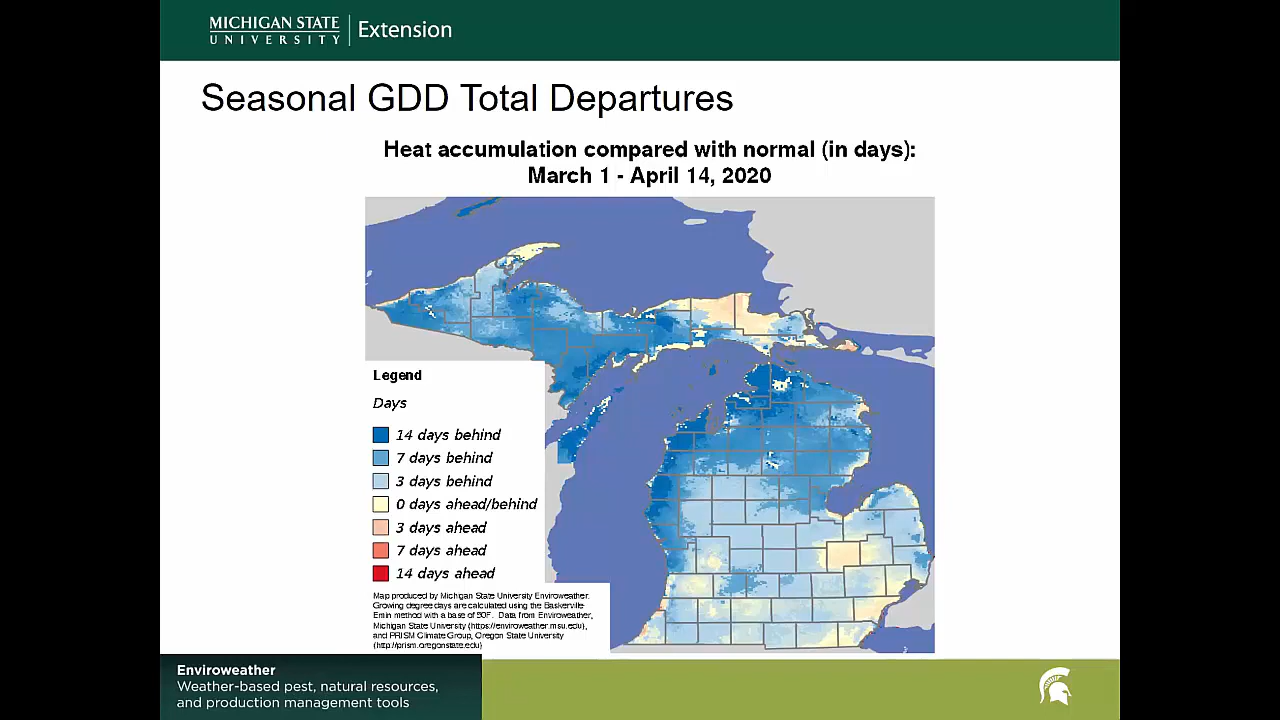 MICHIGAN STATE
UNIVERSITY
Extension
Seasonal GDD Total Departures
Heat accumulation compared with normal (in days):
March 1 - April 14, 2020
Legend
Days
14 days behind
7 days behind
3 days behind
0 days ahead/behind
3 days ahead
7 days ahead
14 days ahead
Map produced by Michigan State University Enviroweather.
Growing degree days are calculated using the Baskerville-
Emin method with a base of 50F. Data from Enviroweather,
Michigan State University (https://enviroweather.msu.edu),
and PRISM Climate Group, Oregon State University
(http://prism.oregonstate.edu)
Enviroweather
Weather-based pest, natural resources,
and production management tools